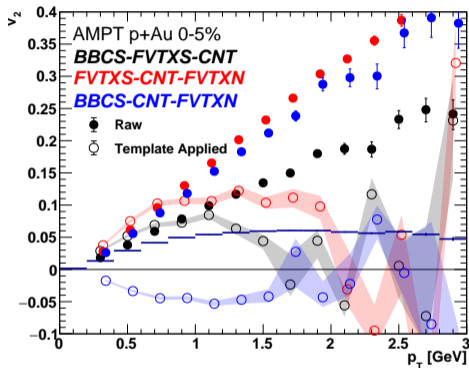 v₂
0.4
0.35
0.3
0.25
0.2
0.15
0.1
0.05
0
−0.05
−0.1
AMPT p+Au 0-5%
BBCS-FVTXS-CNT
FVTXS-CNT-FVTXN
BBCS-CNT-FVTXN
Raw
Template Applied
0 0.5 1 1.5 2 2.5 3
p_T [GeV]